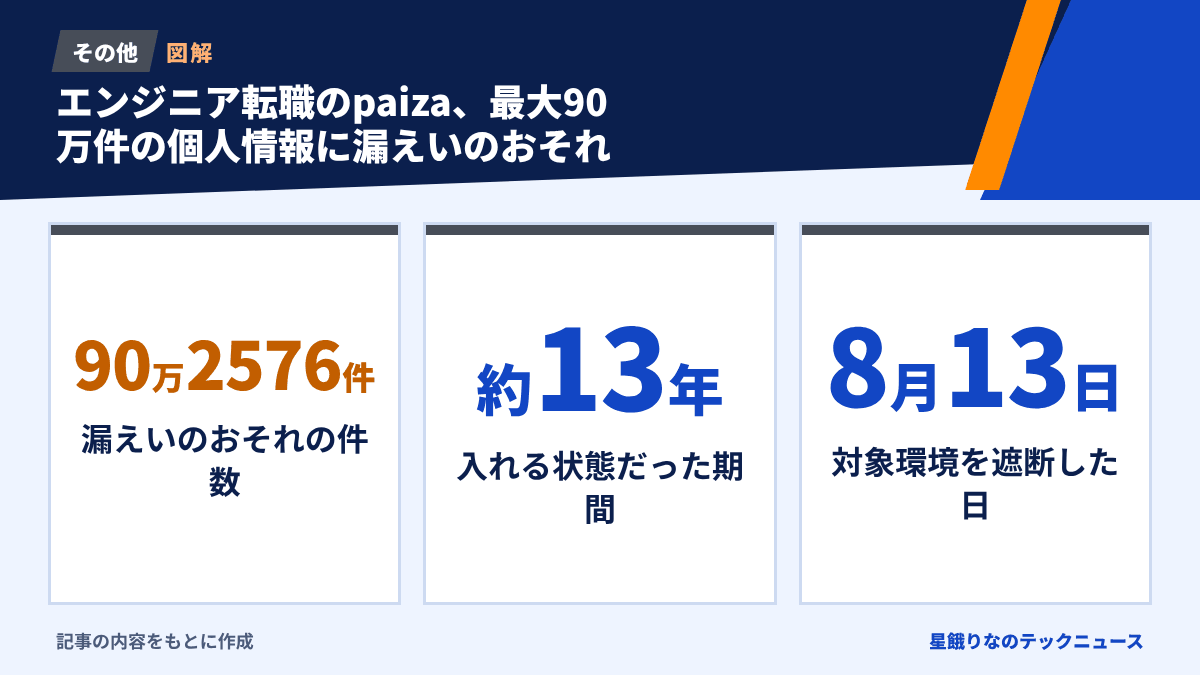 その他 図解
エンジニア転職のpaiza、最大90
万件の個人情報に漏えいのおそれ
90万2576件
漏えいのおそれの件
数
約13年
入れる状態だった期
間
8月13日
対象環境を遮断した
日
記事の内容をもとに作成
星餓りなのテックニュース